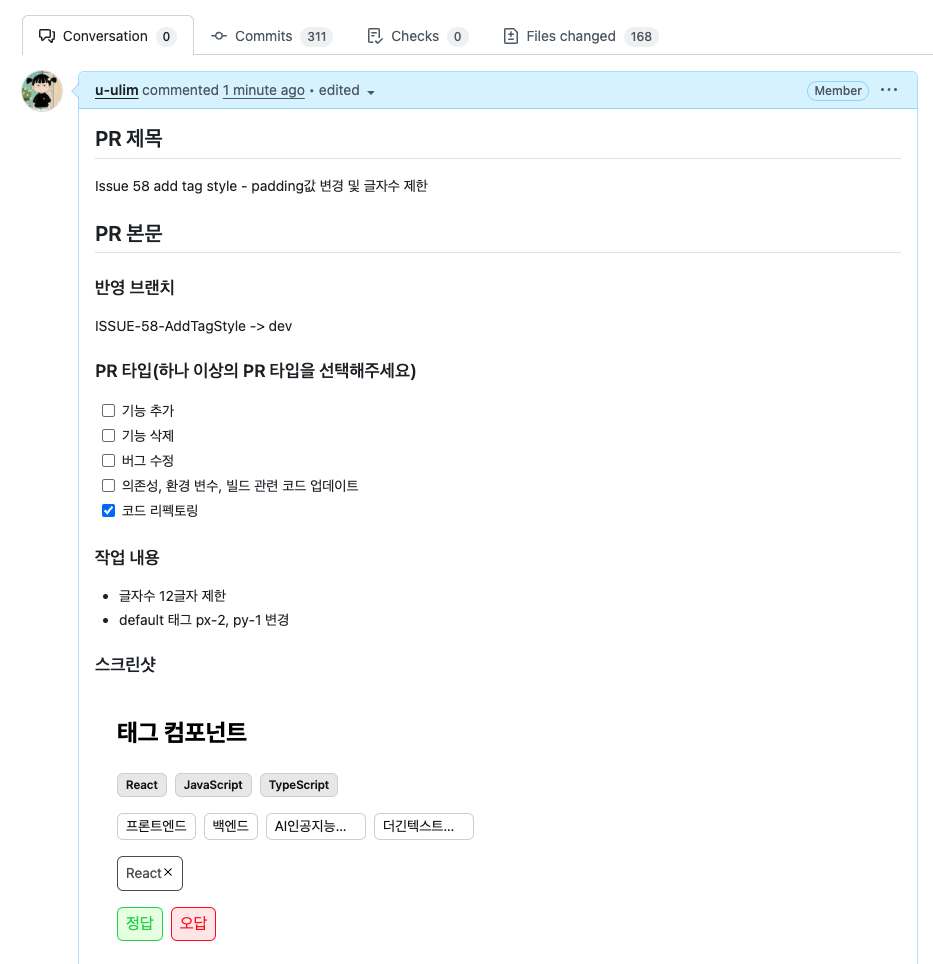 Conversation 0 Commits 311 Checks 0 Files changed 168
u-ulim commented 1 minute ago • edited Member
PR 제목
Issue 58 add tag style - padding값 변경 및 글자수 제한
PR 본문
반영 브랜치
ISSUE-58-AddTagStyle -> dev
PR 타입(하나 이상의 PR 타입을 선택해주세요)
기능 추가
기능 삭제
버그 수정
의존성, 환경 변수, 빌드 관련 코드 업데이트
코드 리펙토링
작업 내용
• 글자수 12글자 제한
• default 태그 px-2, py-1 변경
스크린샷
태그 컴포넌트
React JavaScript TypeScript
프론트엔드 백엔드 AI인공지능... 더긴텍스트...
React×
정답 오답